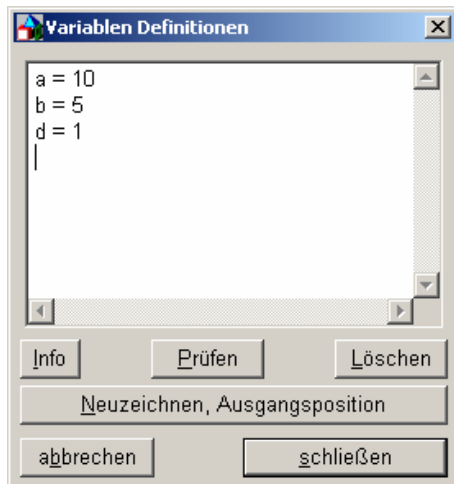 Variablen Definitionen
a = 10
b = 5
d = 1
Info Prüfen Löschen
Neuzeichnen, Ausgangsposition
abbrechen schließen